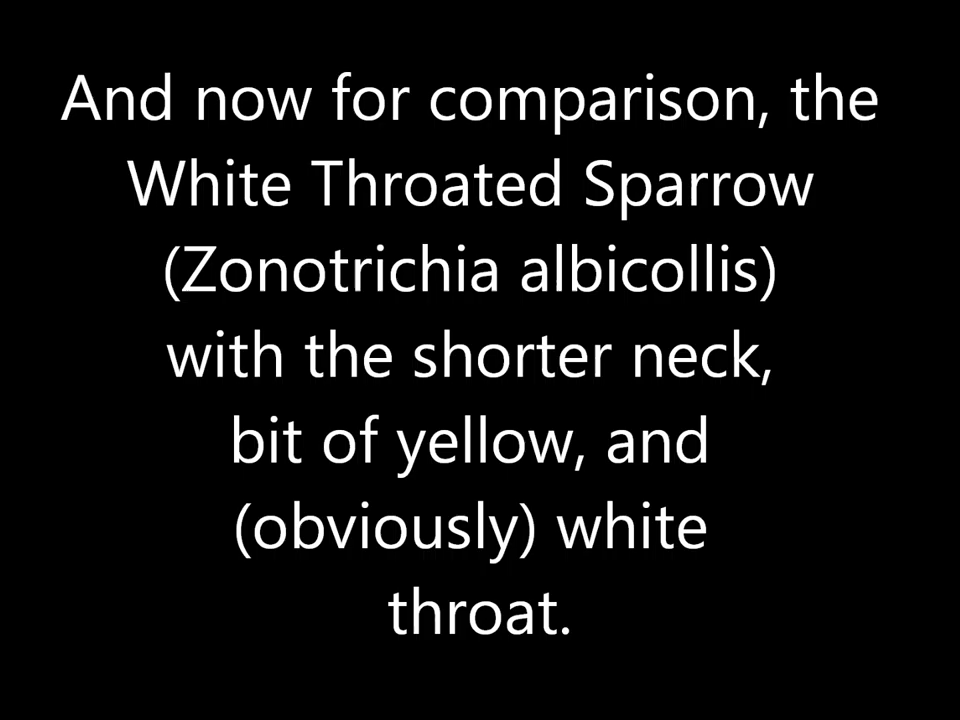 And now for comparison, the
White Throated Sparrow
(Zonotrichia albicollis)
with the shorter neck,
bit of yellow, and
(obviously) white
throat.